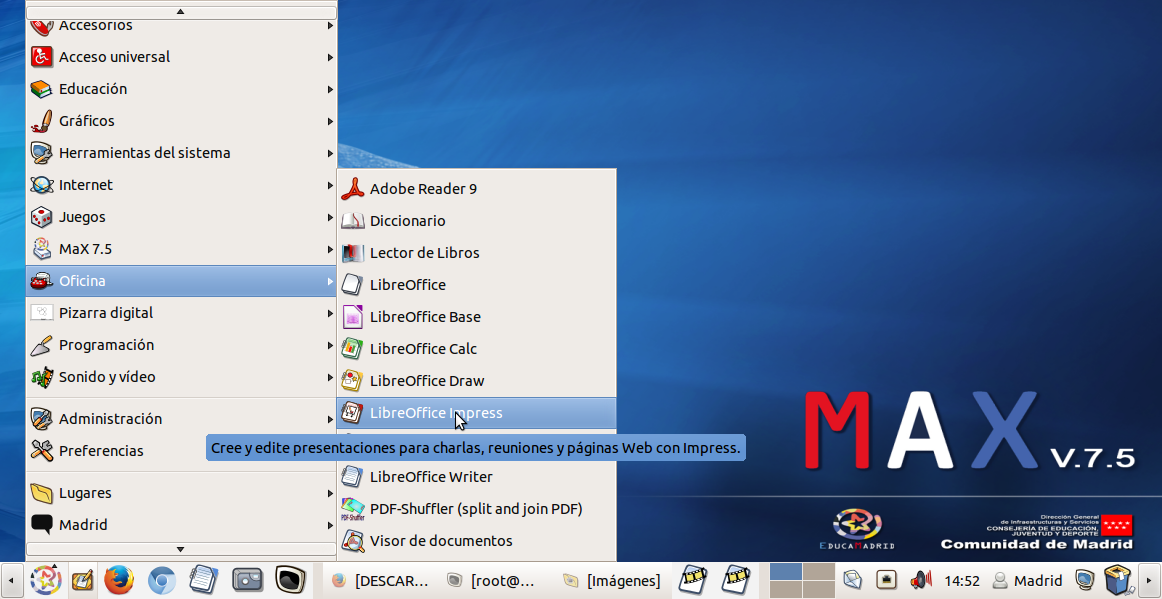 Accesorios
Acceso universal
Educación
Gráficos
Herramientas del sistema
Internet
Juegos
MaX 7.5
Oficina
Pizarra digital
Programación
Sonido y vídeo
Administración
Preferencias
Lugares
Madrid
Adobe Reader 9
Diccionario
Lector de Libros
LibreOffice
LibreOffice Base
LibreOffice Calc
LibreOffice Draw
LibreOffice Impress
Cree y edite presentaciones para charlas, reuniones y páginas Web con Impress.
LibreOffice Writer
PDF-Shuffler (split and join PDF)
PDF-Shuffler
Visor de documentos
MAX V.7.5
EDUCAMADRID
Dirección General
de Infraestructuras y Servicios
CONSEJERÍA DE EDUCACIÓN,
JUVENTUD Y DEPORTE
Comunidad de Madrid
[DESCAR...
[root@...
[Imágenes]
14:52
Madrid